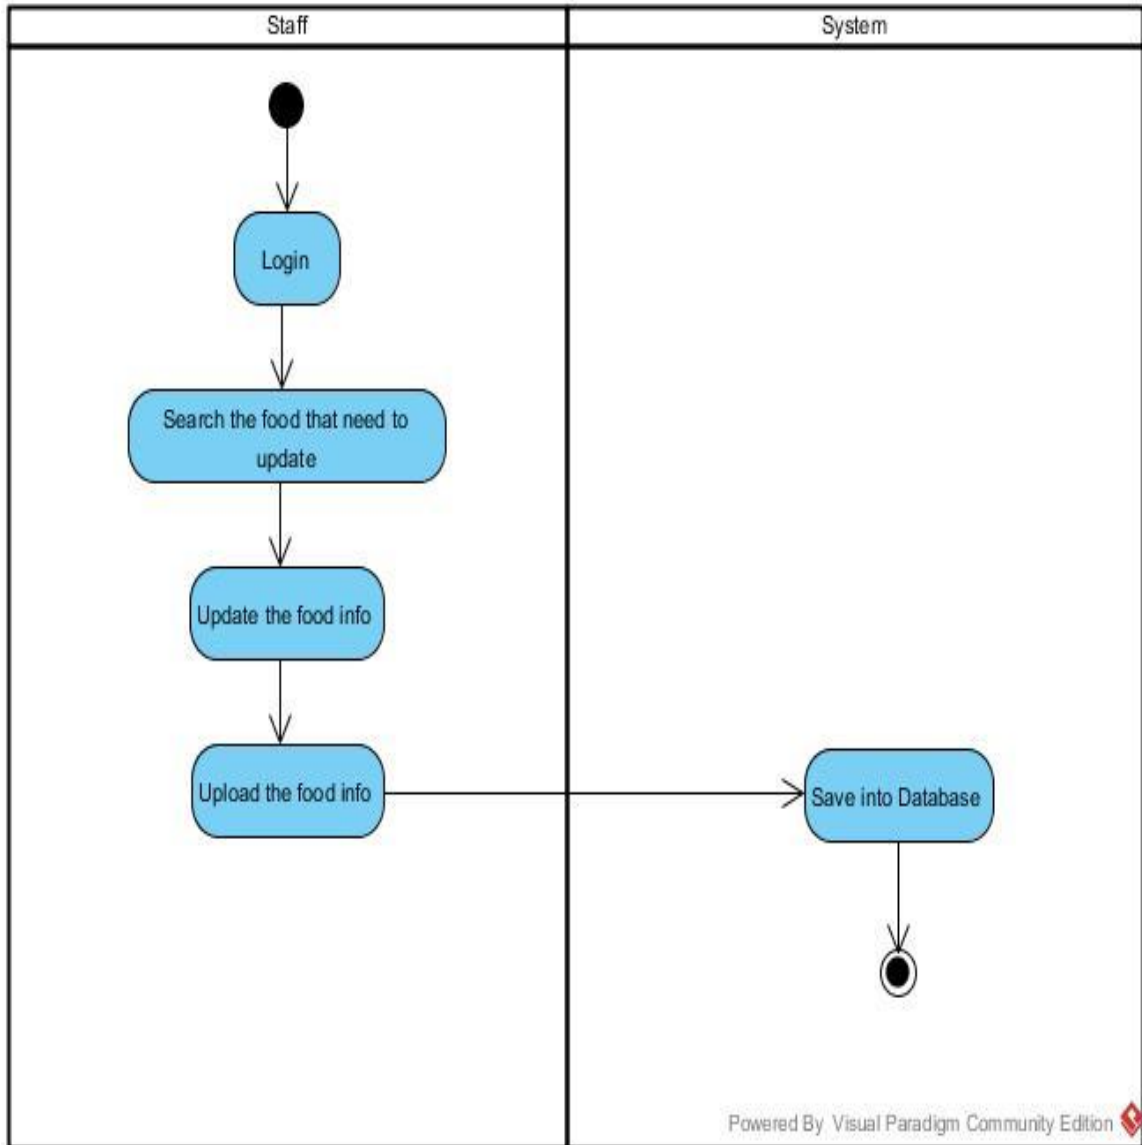 Staff
System
Login
Search the food that need to
update
Update the food info
Upload the food info
Save into Database
Powered By Visual Paradigm Community Edition